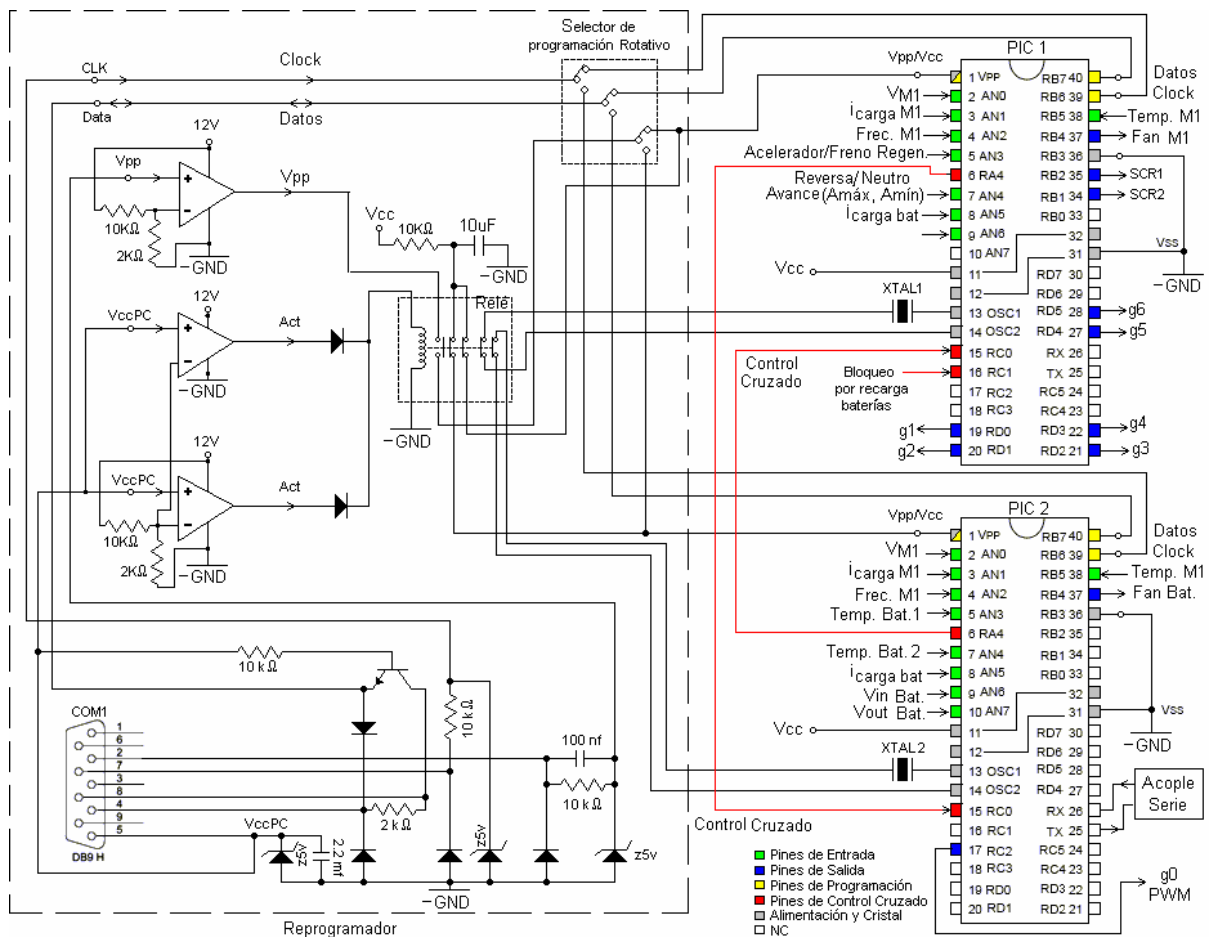 Selector de
programación Rotativo
CLK
Clock
Data
Datos
12V
Vpp
Vpp
10KΩ
2KΩ
-GND
Vcc
10KΩ
10uF
-GND
Relé
12V
VccPC
Act
-GND
-GND
12V
VccPC
Act
10KΩ
2KΩ
-GND
10 kΩ
COM1
1
6
2
7
3
8
4
9
5
DB9 H
10 kΩ
100 nf
10 kΩ
2 kΩ
VccPC
z5v
2.2 mf
z5v
z5v
-GND
Reprogramador
PIC 1
Vpp/Vcc
VM1
icarga M1
Frec. M1
Acelerador/Freno Regen.
Reversa/ Neutro
Avance(Amáx, Amín)
icarga bat
Vcc
XTAL1
Control
Cruzado
Bloqueo
por recarga
baterías
g1
g2
1 VPP
2 AN0
3 AN1
4 AN2
5 AN3
6 RA4
7 AN4
8 AN5
9 AN6
10 AN7
11
12
13 OSC1
14 OSC2
15 RC0
16 RC1
17 RC2
18 RC3
19 RD0
20 RD1
RB7 40
RB6 39
RB5 38
RB4 37
RB3 36
RB2 35
RB1 34
RB0 33
32
31
RD7 30
RD6 29
RD5 28
RD4 27
RX 26
TX 25
RC5 24
RC4 23
RD3 22
RD2 21
Datos
Clock
Temp. M1
Fan M1
SCR1
SCR2
Vss
-GND
g6
g5
g4
g3
PIC 2
Vpp/Vcc
VM1
icarga M1
Frec. M1
Temp. Bat.1
Temp. Bat. 2
icarga bat
Vin Bat.
Vout Bat.
Vcc
XTAL2
Control Cruzado
1 VPP
2 AN0
3 AN1
4 AN2
5 AN3
6 RA4
7 AN4
8 AN5
9 AN6
10 AN7
11
12
13 OSC1
14 OSC2
15 RC0
16 RC1
17 RC2
18 RC3
19 RD0
20 RD1
RB7 40
RB6 39
RB5 38
RB4 37
RB3 36
RB2 35
RB1 34
RB0 33
32
31
RD7 30
RD6 29
RD5 28
RD4 27
RX 26
TX 25
RC5 24
RC4 23
RD3 22
RD2 21
Datos
Clock
Temp. M1
Fan Bat.
Vss
-GND
Acople
Serie
g0
PWM
Pines de Entrada
Pines de Salida
Pines de Programación
Pines de Control Cruzado
Alimentación y Cristal
NC